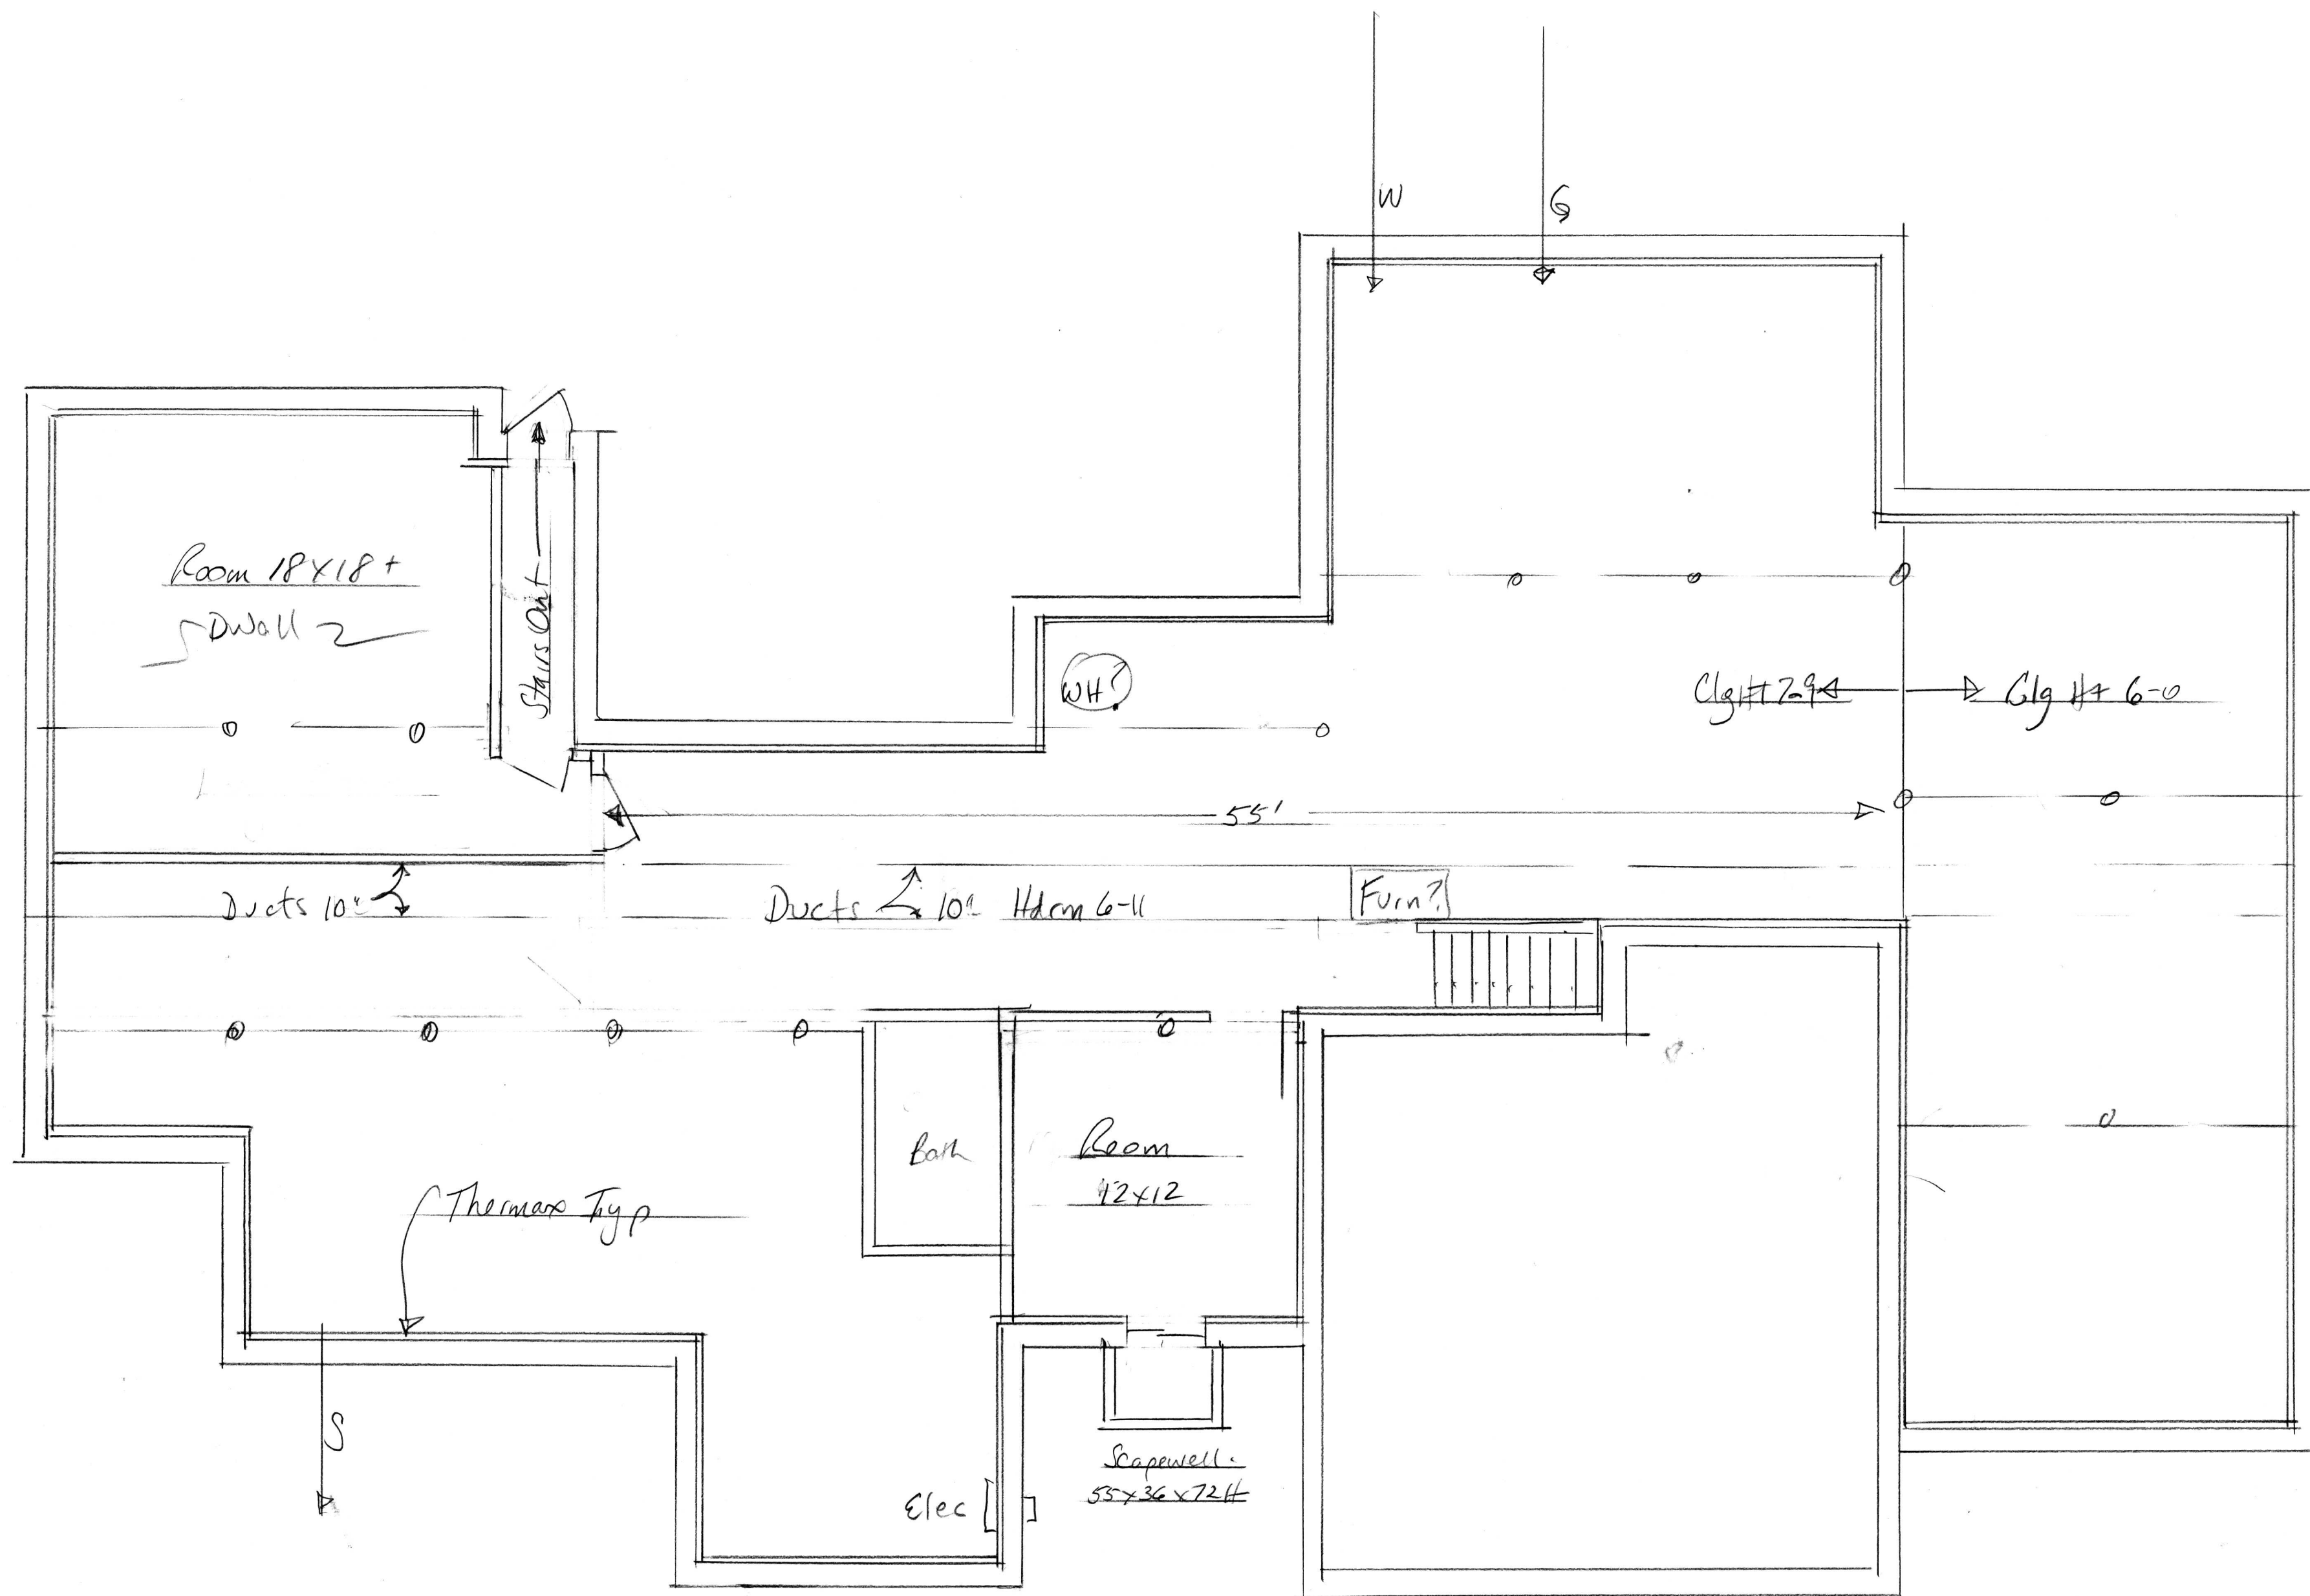 W
G
Room 18x18+
DWall
Stairs Out
WH?
Clg Ht 7-9
Clg Ht 6-0
55'
Ducts 10"
Ducts 10" Hdrm 6-11
Furn?
Bath
Room
12x12
Thermax Typ
S
Scapewell.
55x36x72H
Elec